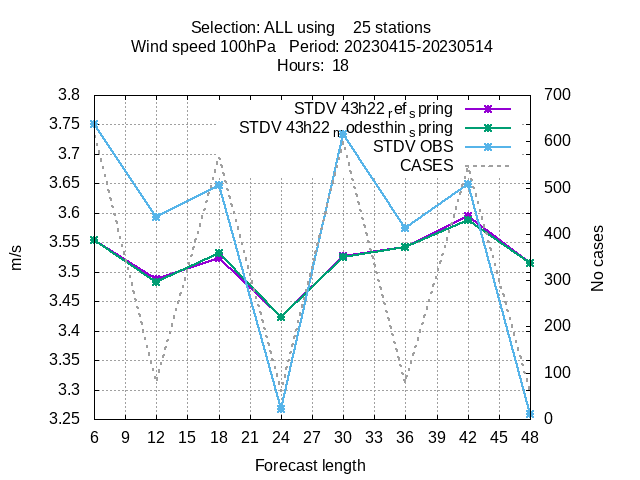 Selection: ALL using    25 stations
Wind speed 100hPa   Period: 20230415-20230514
Hours:  18
STDV 43h22_ref_spring
STDV 43h22_modesthin_spring
STDV OBS
CASES
3.8
3.75
3.7
3.65
3.6
3.55
3.5
3.45
3.4
3.35
3.3
3.25
m/s
700
600
500
400
300
200
100
0
No cases
6 9 12 15 18 21 24 27 30 33 36 39 42 45 48
Forecast length